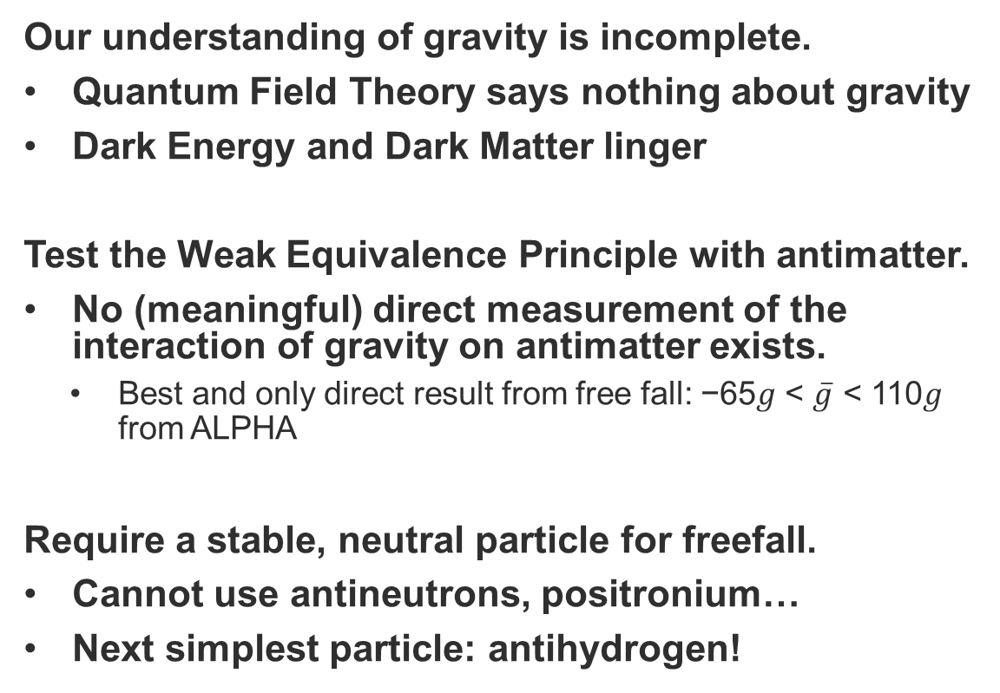 Our understanding of gravity is incomplete.
• Quantum Field Theory says nothing about gravity
• Dark Energy and Dark Matter linger
Test the Weak Equivalence Principle with antimatter.
• No (meaningful) direct measurement of the
interaction of gravity on antimatter exists.
• Best and only direct result from free fall: −65𝑔 < 𝑔̅ < 110𝑔
from ALPHA
Require a stable, neutral particle for freefall.
• Cannot use antineutrons, positronium…
• Next simplest particle: antihydrogen!